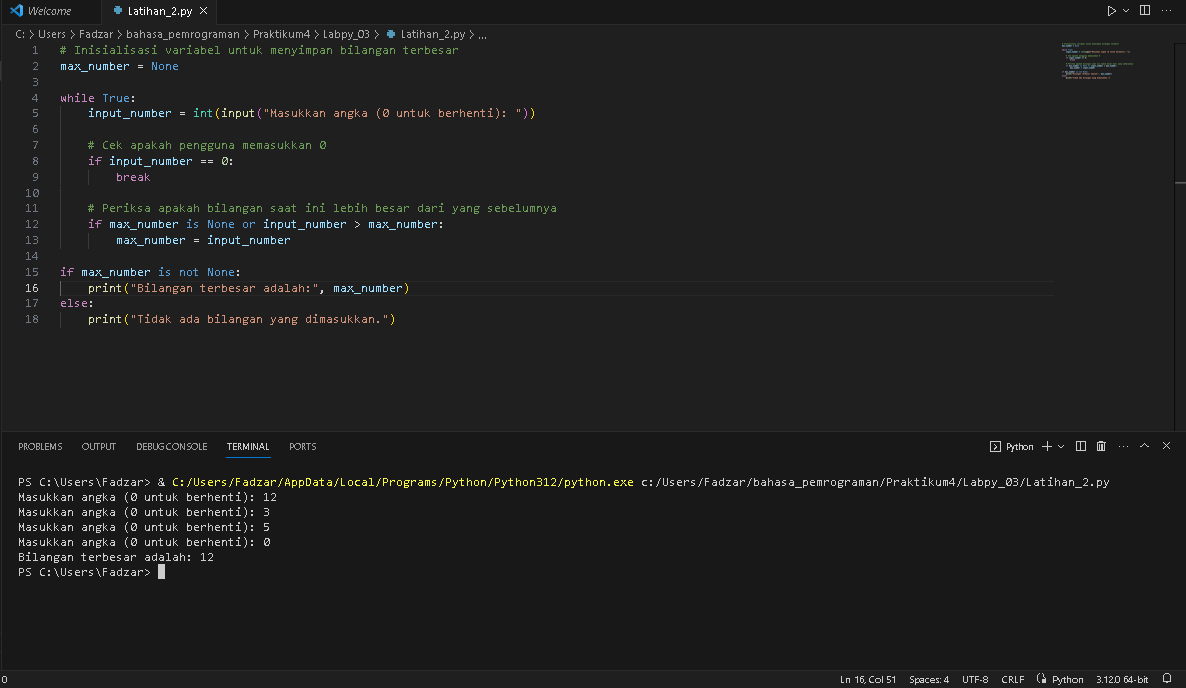 Welcome Latihan_2.py
C: > Users > Fadzar > bahasa_pemrograman > Praktikum4 > Labpy_03 > Latihan_2.py > ...
1 # Inisialisasi variabel untuk menyimpan bilangan terbesar
2 max_number = None
3
4 while True:
5 input_number = int(input("Masukkan angka (0 untuk berhenti): "))
6
7 # Cek apakah pengguna memasukkan 0
8 if input_number == 0:
9 break
10
11 # Periksa apakah bilangan saat ini lebih besar dari yang sebelumnya
12 if max_number is None or input_number > max_number:
13 max_number = input_number
14
15 if max_number is not None:
16 print("Bilangan terbesar adalah:", max_number)
17 else:
18 print("Tidak ada bilangan yang dimasukkan.")
PROBLEMS OUTPUT DEBUG CONSOLE TERMINAL PORTS Python
PS C:\Users\Fadzar> & C:/Users/Fadzar/AppData/Local/Programs/Python/Python312/python.exe c:/Users/Fadzar/bahasa_pemrograman/Praktikum4/Labpy_03/Latihan_2.py
Masukkan angka (0 untuk berhenti): 12
Masukkan angka (0 untuk berhenti): 3
Masukkan angka (0 untuk berhenti): 5
Masukkan angka (0 untuk berhenti): 0
Bilangan terbesar adalah: 12
PS C:\Users\Fadzar>
0 Ln 16, Col 51 Spaces: 4 UTF-8 CRLF Python 3.12.0 64-bit